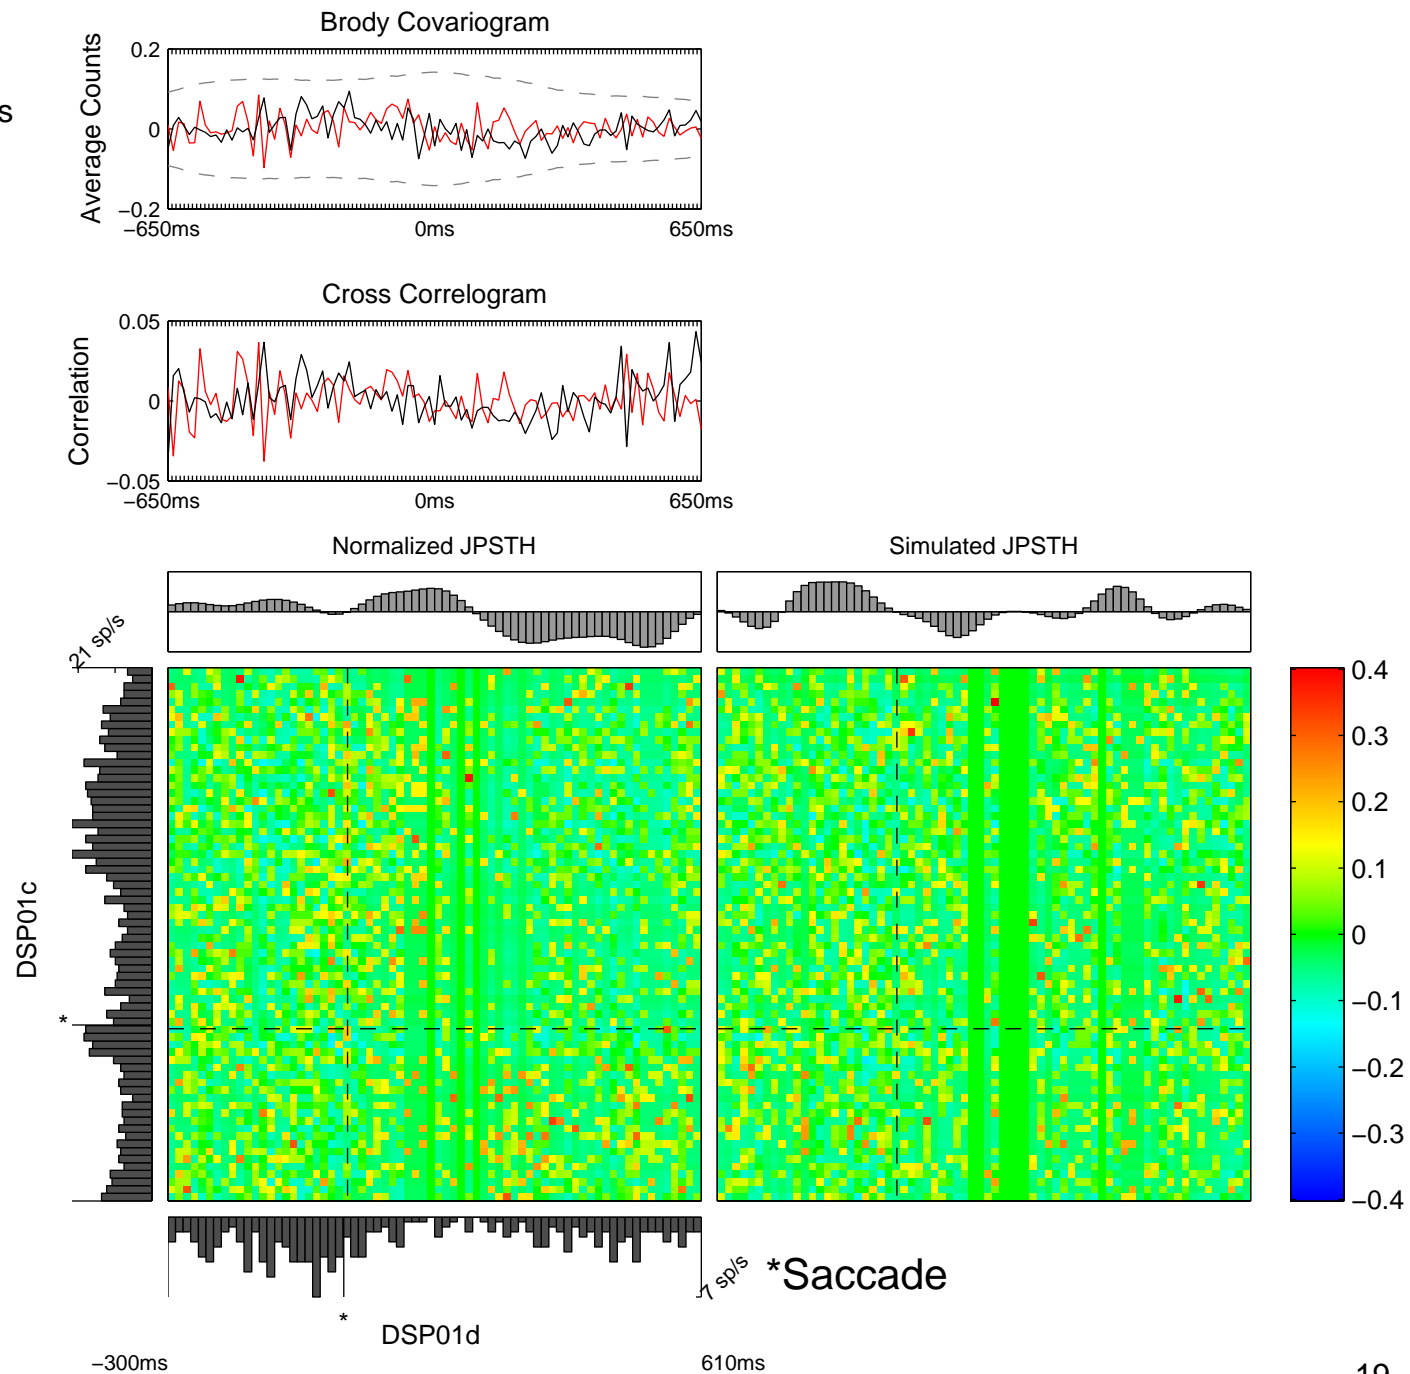 Brody Covariogram
s
Average Counts
0.2
0
−0.2
−650ms
0ms
650ms
Cross Correlogram
Correlation
0.05
0
−0.05
−650ms
0ms
650ms
Normalized JPSTH
Simulated JPSTH
21 sp/s
DSP01c
*
0.4
0.3
0.2
0.1
0
−0.1
−0.2
−0.3
−0.4
7 sp/s
*Saccade
*
DSP01d
−300ms
610ms
19